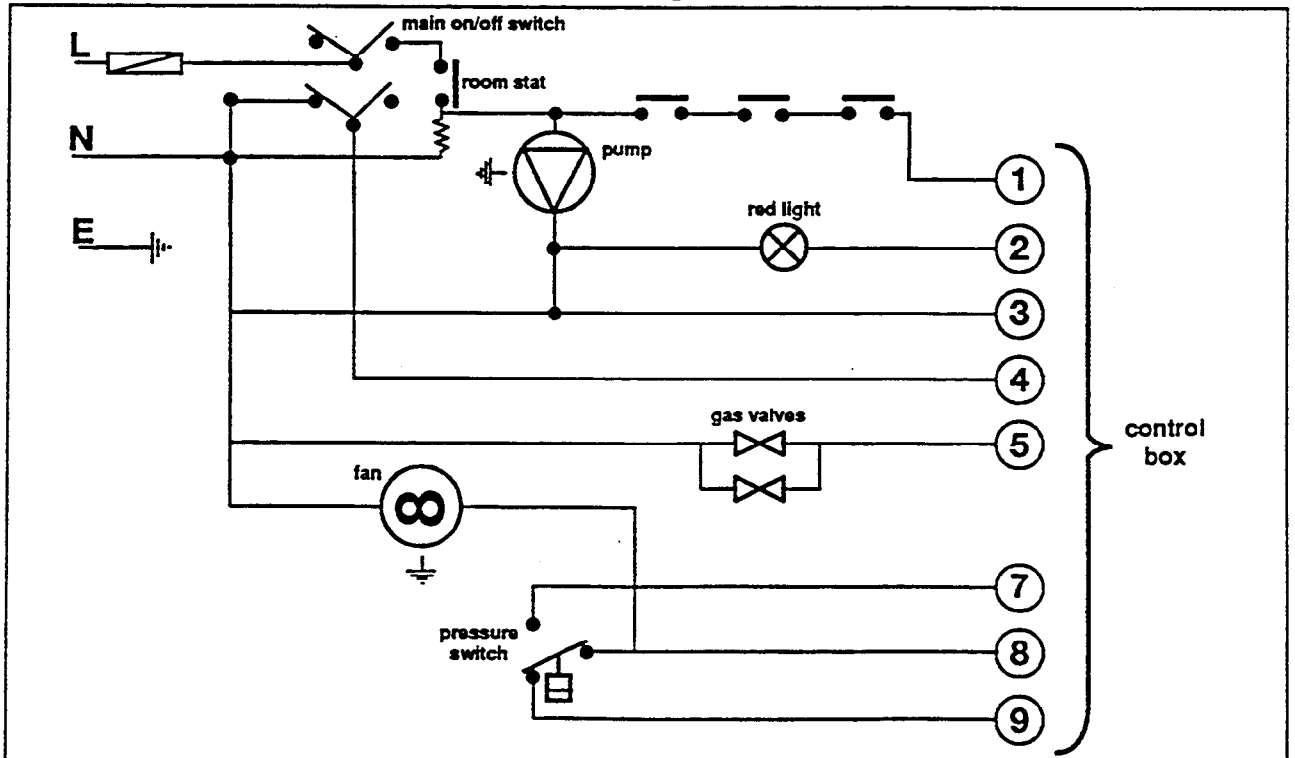 main on/off switch
L
room stat
N
pump
1
red light
E
2
3
4
gas valves
5
control
box
fan
7
pressure
switch
8
9